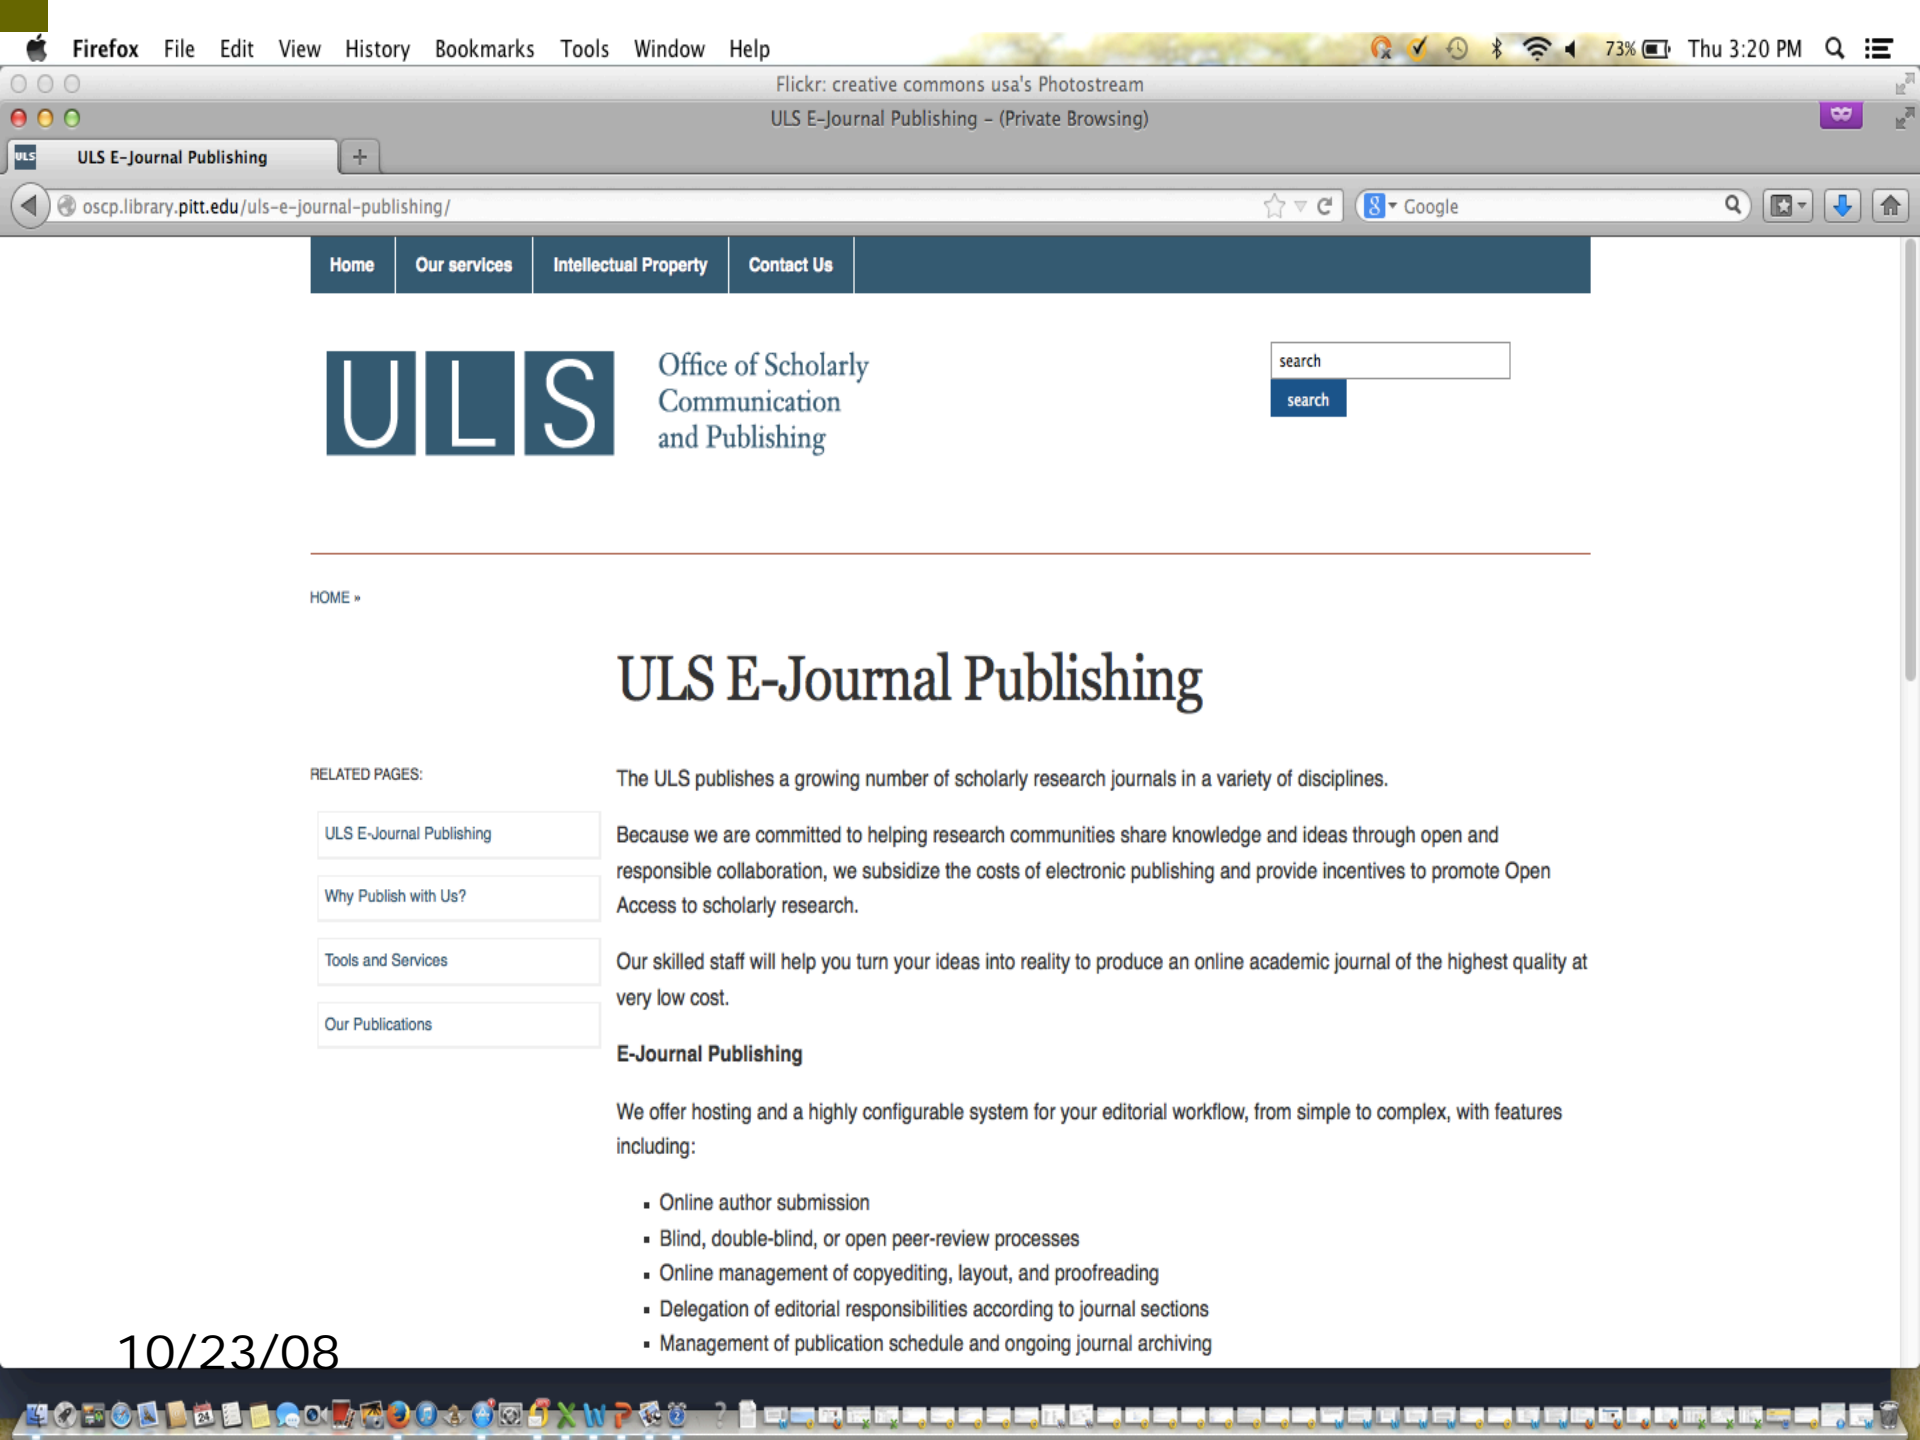 Firefox File Edit View History Bookmarks Tools Window Help 73% Thu 3:20 PM
Flickr: creative commons usa's Photostream
ULS E-Journal Publishing – (Private Browsing)
ULS ULS E-Journal Publishing +
oscp.library.pitt.edu/uls-e-journal-publishing/ 8 Google
Home Our services Intellectual Property Contact Us
ULS
Office of Scholarly
Communication
and Publishing
search
search
HOME »
ULS E-Journal Publishing
RELATED PAGES:
ULS E-Journal Publishing
Why Publish with Us?
Tools and Services
Our Publications
The ULS publishes a growing number of scholarly research journals in a variety of disciplines.
Because we are committed to helping research communities share knowledge and ideas through open and
responsible collaboration, we subsidize the costs of electronic publishing and provide incentives to promote Open
Access to scholarly research.
Our skilled staff will help you turn your ideas into reality to produce an online academic journal of the highest quality at
very low cost.
E-Journal Publishing
We offer hosting and a highly configurable system for your editorial workflow, from simple to complex, with features
including:
▪ Online author submission
▪ Blind, double-blind, or open peer-review processes
▪ Online management of copyediting, layout, and proofreading
▪ Delegation of editorial responsibilities according to journal sections
▪ Management of publication schedule and ongoing journal archiving
10/23/08